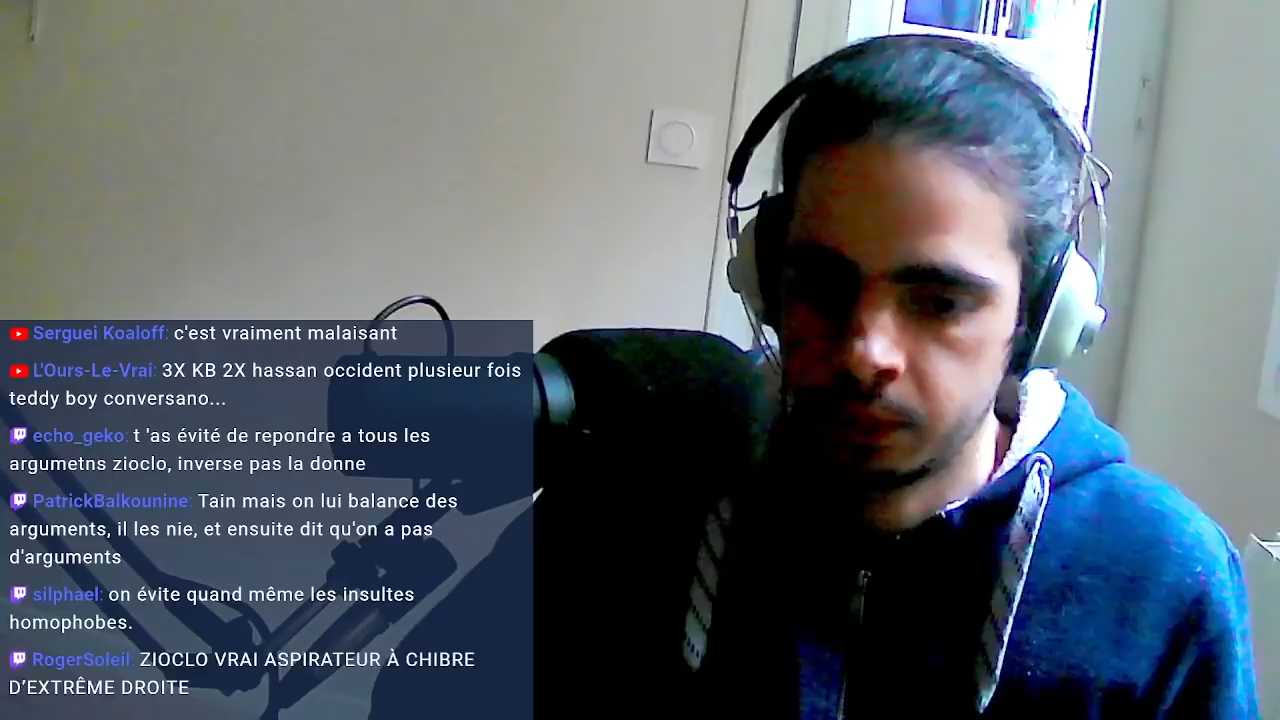 Serguei Koaloff: c'est vraiment malaisant
L'Ours-Le-Vrai: 3X KB 2X hassan occident plusieur fois
teddy boy conversano...
echo_geko: t 'as évité de repondre a tous les
argumetns zioclo, inverse pas la donne
PatrickBalkounine: Tain mais on lui balance des
arguments, il les nie, et ensuite dit qu'on a pas
d'arguments
silphael: on évite quand même les insultes
homophobes.
RogerSoleil: ZIOCLO VRAI ASPIRATEUR À CHIBRE
D'EXTRÊME DROITE